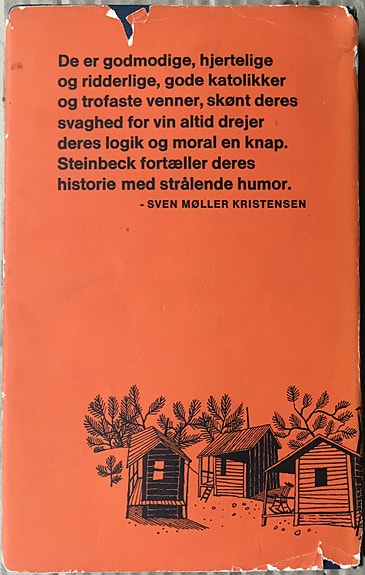 De er godmodige, hjertelige
og ridderlige, gode katolikker
og trofaste venner, skønt deres
svaghed for vin altid drejer
deres logik og moral en knap.
Steinbeck fortæller deres
historie med strålende humor.
- SVEN MØLLER KRISTENSEN